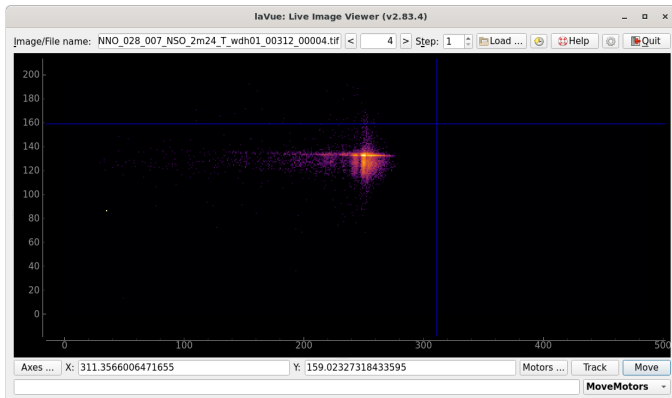 laVue: Live Image Viewer (v2.83.4)
Image/File name: NNO_028_007_NSO_2m24_T_wdh01_00312_00004.tif < 4 > Step: 1 Load ... Help Quit
200
180
160
140
120
100
80
60
40
20
0
0 100 200 300 400 500
Axes ... X: 311.3566006471655 Y: 159.02327318433595 Motors ... Track Move
MoveMotors